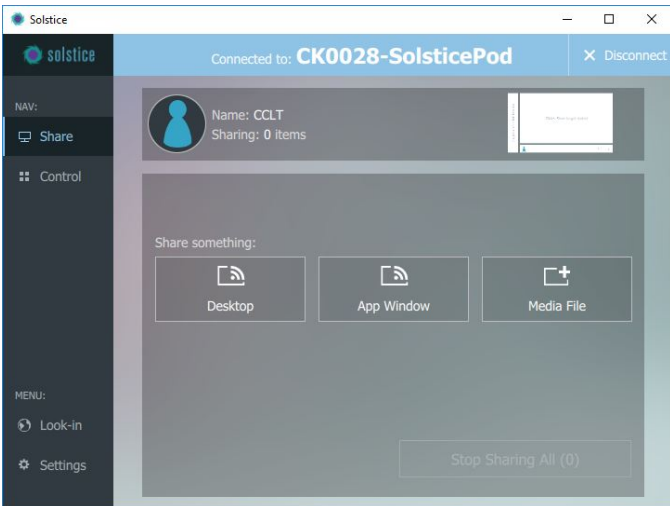 Solstice
solstice
Connected to: CK0028-SolsticePod
Disconnect
NAV:
Share
Control
Name: CCLT
Sharing: 0 items
Share something:
Desktop
App Window
Media File
MENU:
Look-in
Settings
Stop Sharing All (0)